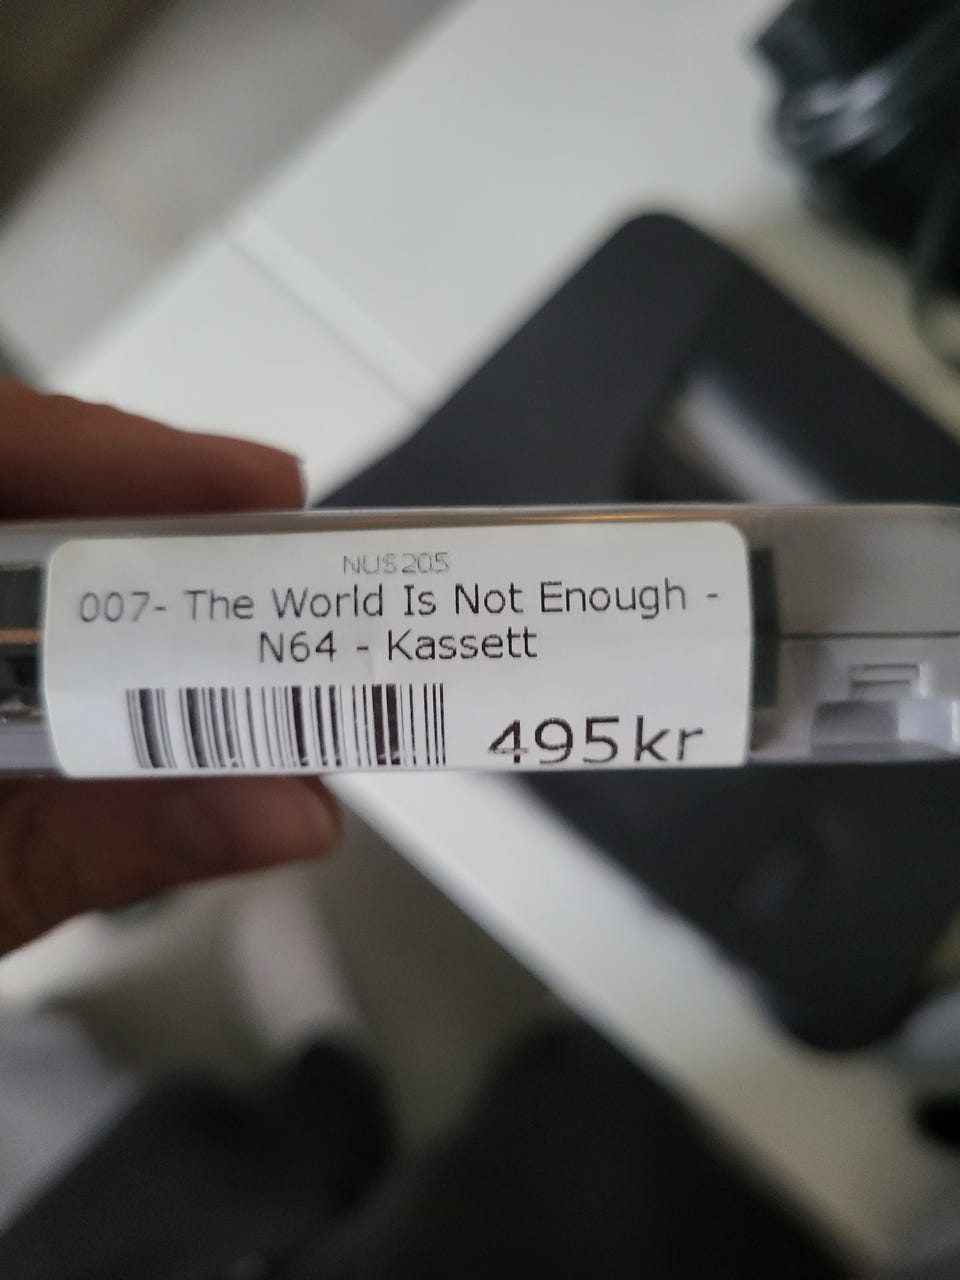 NUS205
007- The World Is Not Enough -
N64 - Kassett
495kr